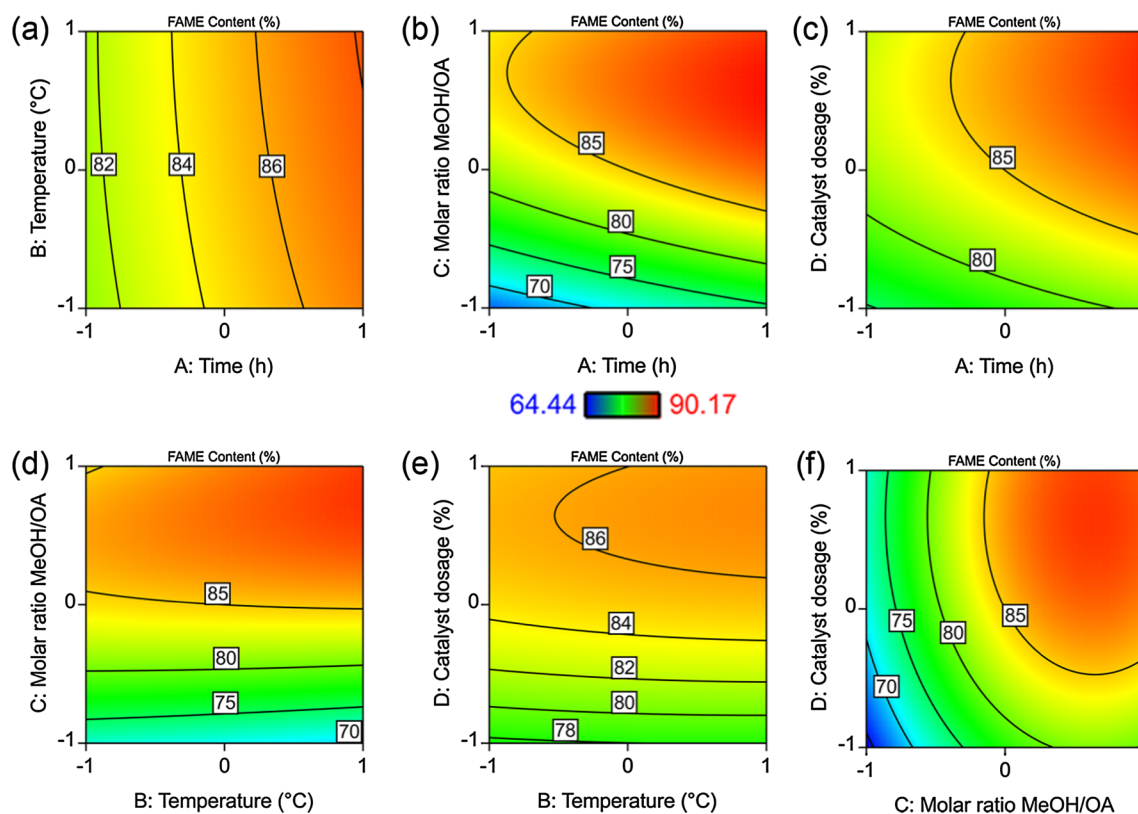 (a)
FAME Content (%)
1
0
-1
B: Temperature (°C)
82
84
86
-1
0
1
A: Time (h)
(b)
FAME Content (%)
1
0
-1
C: Molar ratio MeOH/OA
85
80
75
70
-1
0
1
A: Time (h)
(c)
FAME Content (%)
1
0
-1
D: Catalyst dosage (%)
85
80
-1
0
1
A: Time (h)
64.44
90.17
(d)
FAME Content (%)
1
0
-1
C: Molar ratio MeOH/OA
85
80
75
70
-1
0
1
B: Temperature (°C)
(e)
FAME Content (%)
1
0
-1
D: Catalyst dosage (%)
86
84
82
80
78
-1
0
1
B: Temperature (°C)
(f)
FAME Content (%)
1
0
-1
D: Catalyst dosage (%)
85
80
75
70
-1
0
1
C: Molar ratio MeOH/OA